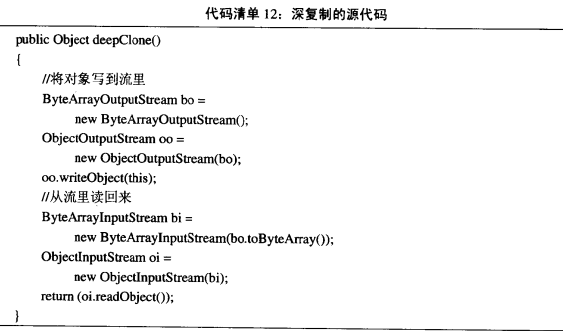 代码清单 12：深复制的源代码
public Object deepClone()
{
//将对象写到流里
ByteArrayOutputStream bo =
new ByteArrayOutputStream();
ObjectOutputStream oo =
new ObjectOutputStream(bo);
oo.writeObject(this);
//从流里读回来
ByteArrayInputStream bi =
new ByteArrayInputStream(bo.toByteArray());
ObjectInputStream oi =
new ObjectInputStream(bi);
return (oi.readObject());
}